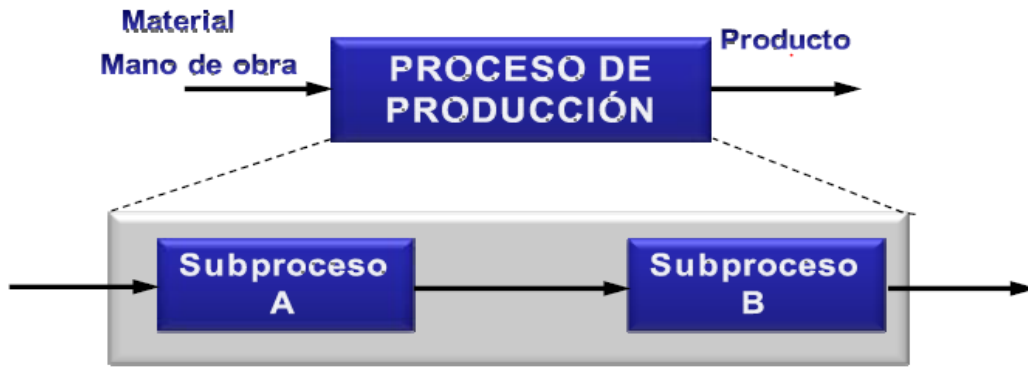 Material
Mano de obra
PROCESO DE
PRODUCCIÓN
Producto
Subproceso
A
Subproceso
B